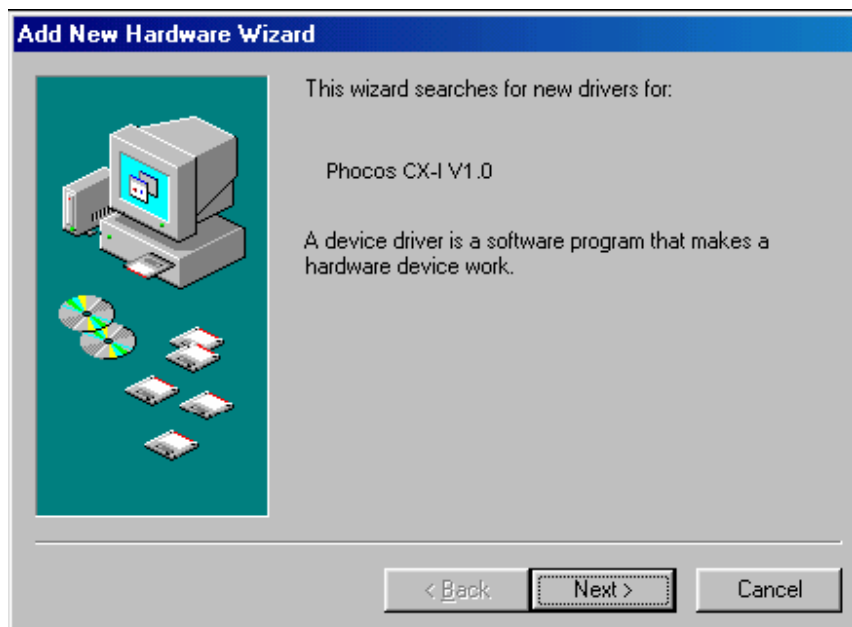 Add New Hardware Wizard
This wizard searches for new drivers for:
Phocos CX-I V1.0
A device driver is a software program that makes a
hardware device work.
< Back
Next >
Cancel